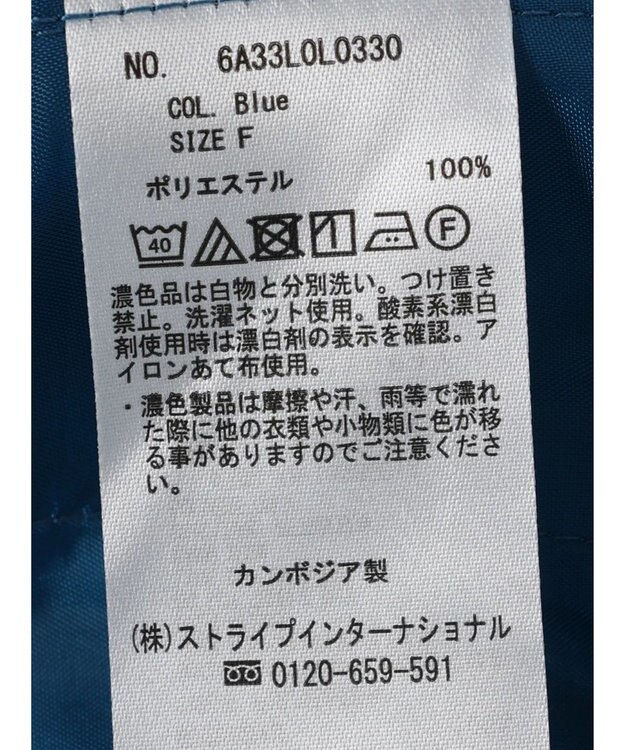 NO. 6A33L0L0330
COL. Blue
SIZE F
ポリエステル 100%
40 F
濃色品は白物と分別洗い。つけ置き
禁止。洗濯ネット使用。酸素系漂白
剤使用時は漂白剤の表示を確認。ア
イロンあて布使用。
・濃色製品は摩擦や汗、雨等で濡れ
た際に他の衣類や小物類に色が移
る事がありますのでご注意くださ
い。
カンボジア製
(株)ストライプインターナショナル
0120-659-591